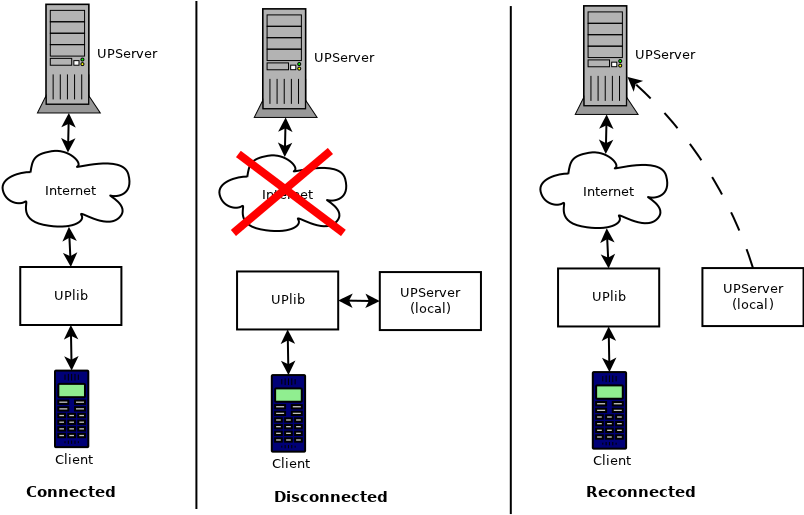 UPServer
Internet
UPlib
Client
Connected
UPServer
Internet
UPlib
UPServer
(local)
Client
Disconnected
UPServer
Internet
UPlib
UPServer
(local)
Client
Reconnected